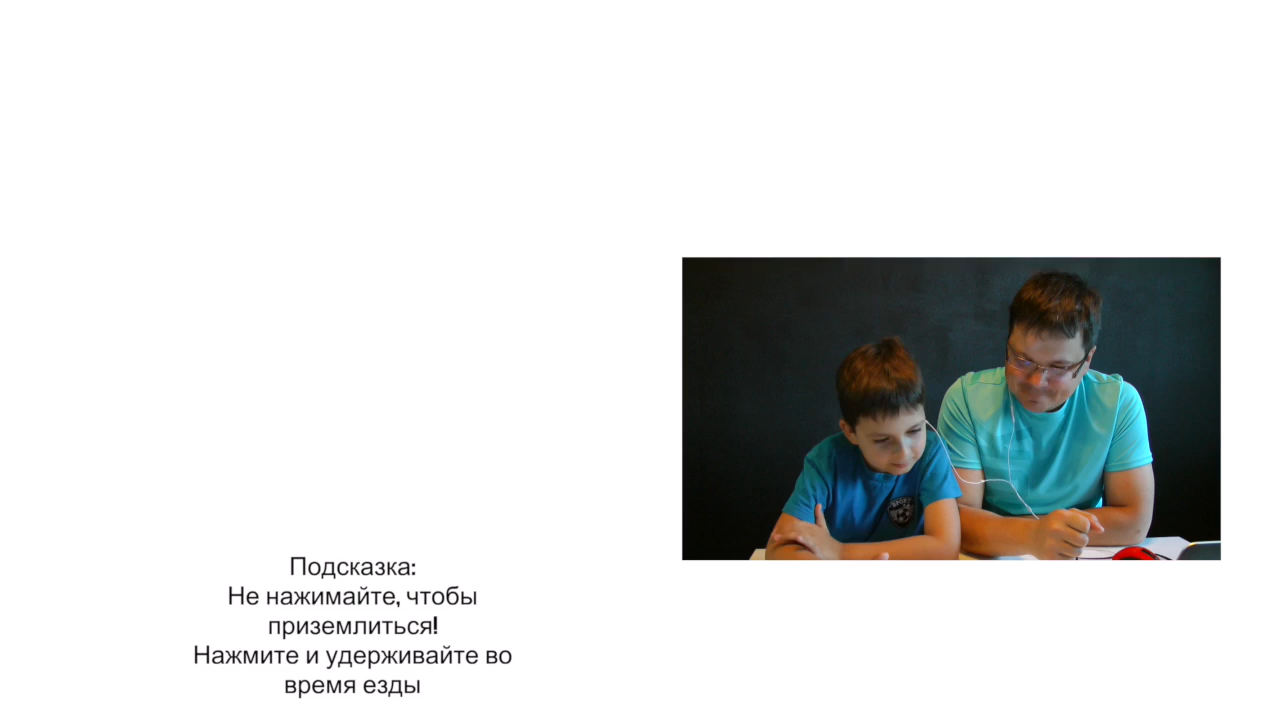 Подсказка:
Не нажимайте, чтобы
приземлиться!
Нажмите и удерживайте во
время езды